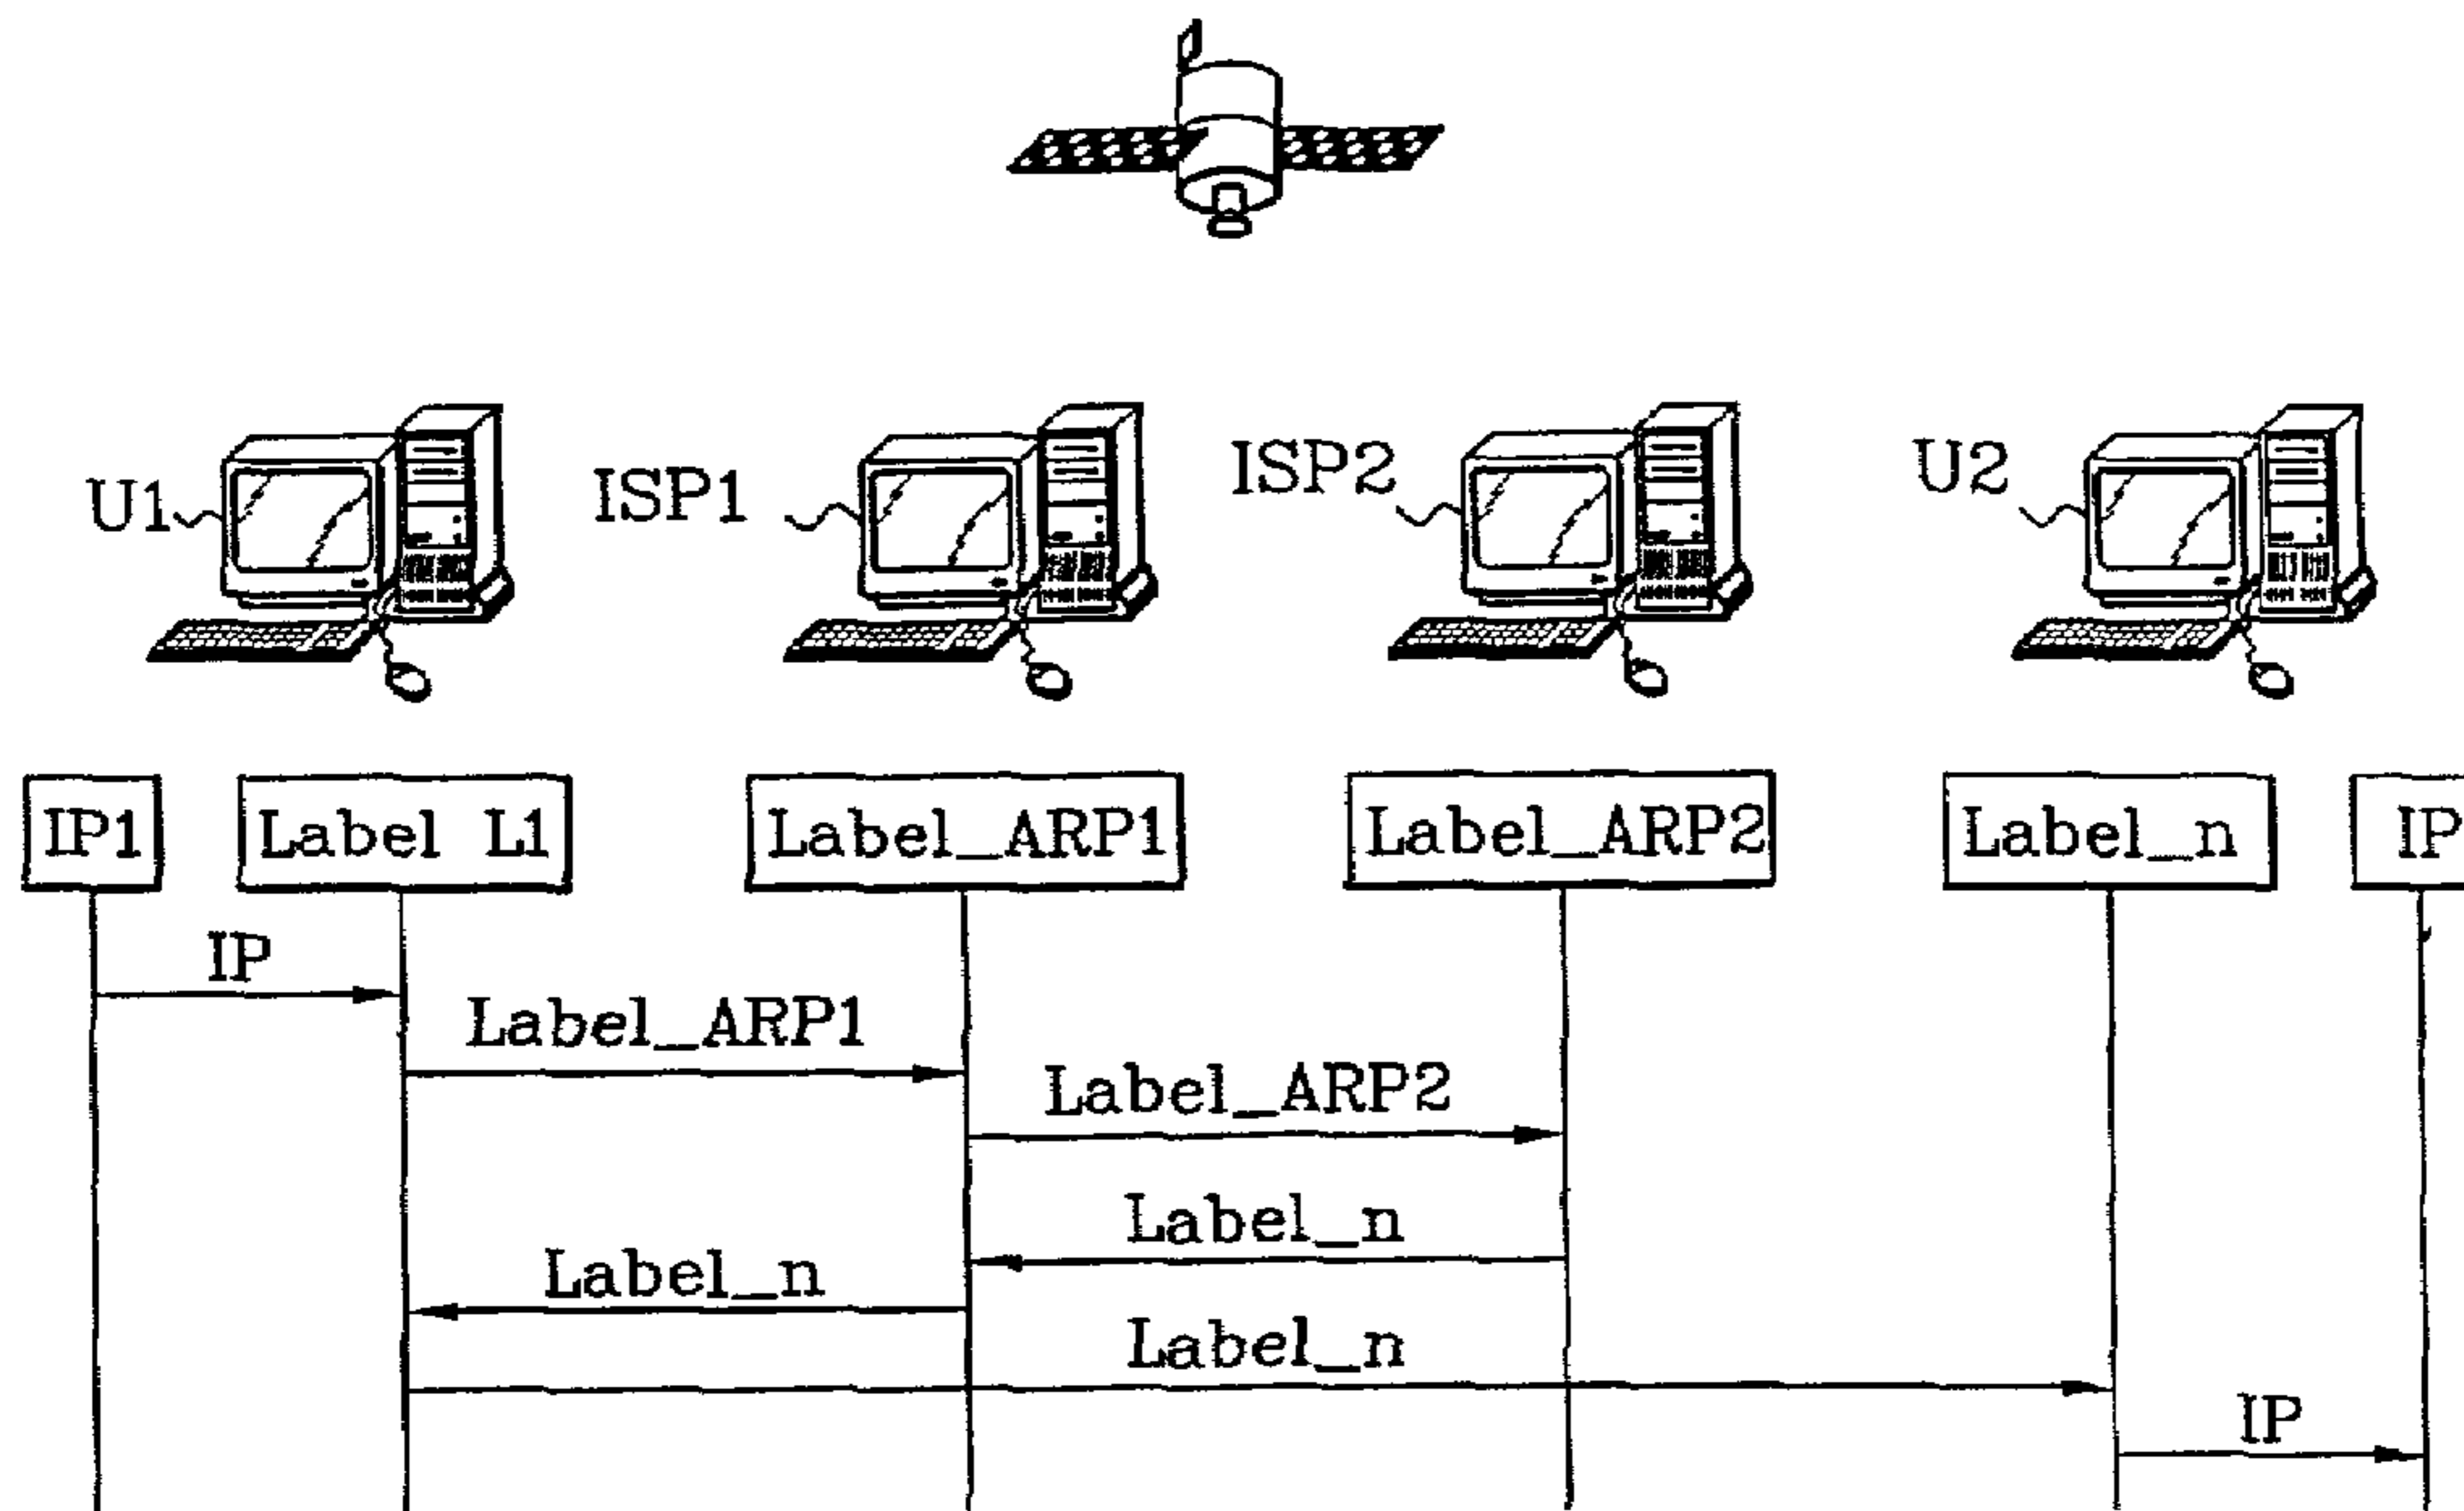 U1
ISP1
ISP2
U2
IP1
Label L1
Label_ARP1
Label_ARP2
Label_n
IP
IP
Label_ARP1
Label_ARP2
Label_n
Label_n
Label_n
IP